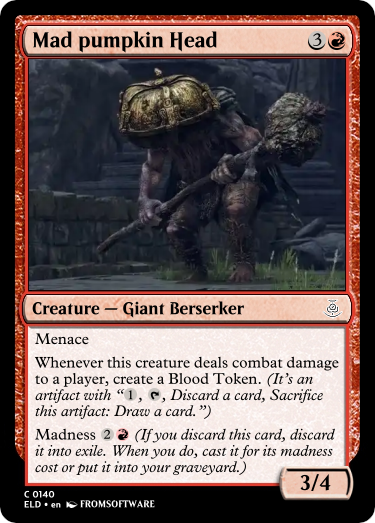 Mad pumpkin Head 3
Creature — Giant Berserker
Menace
Whenever this creature deals combat damage
to a player, create a Blood Token. (It's an
artifact with “1, , Discard a card, Sacrifice
this artifact: Draw a card.”)
Madness 2 (If you discard this card, discard
it into exile. When you do, cast it for its madness
cost or put it into your graveyard.)
3/4
C 0140
ELD • en FROMSOFTWARE